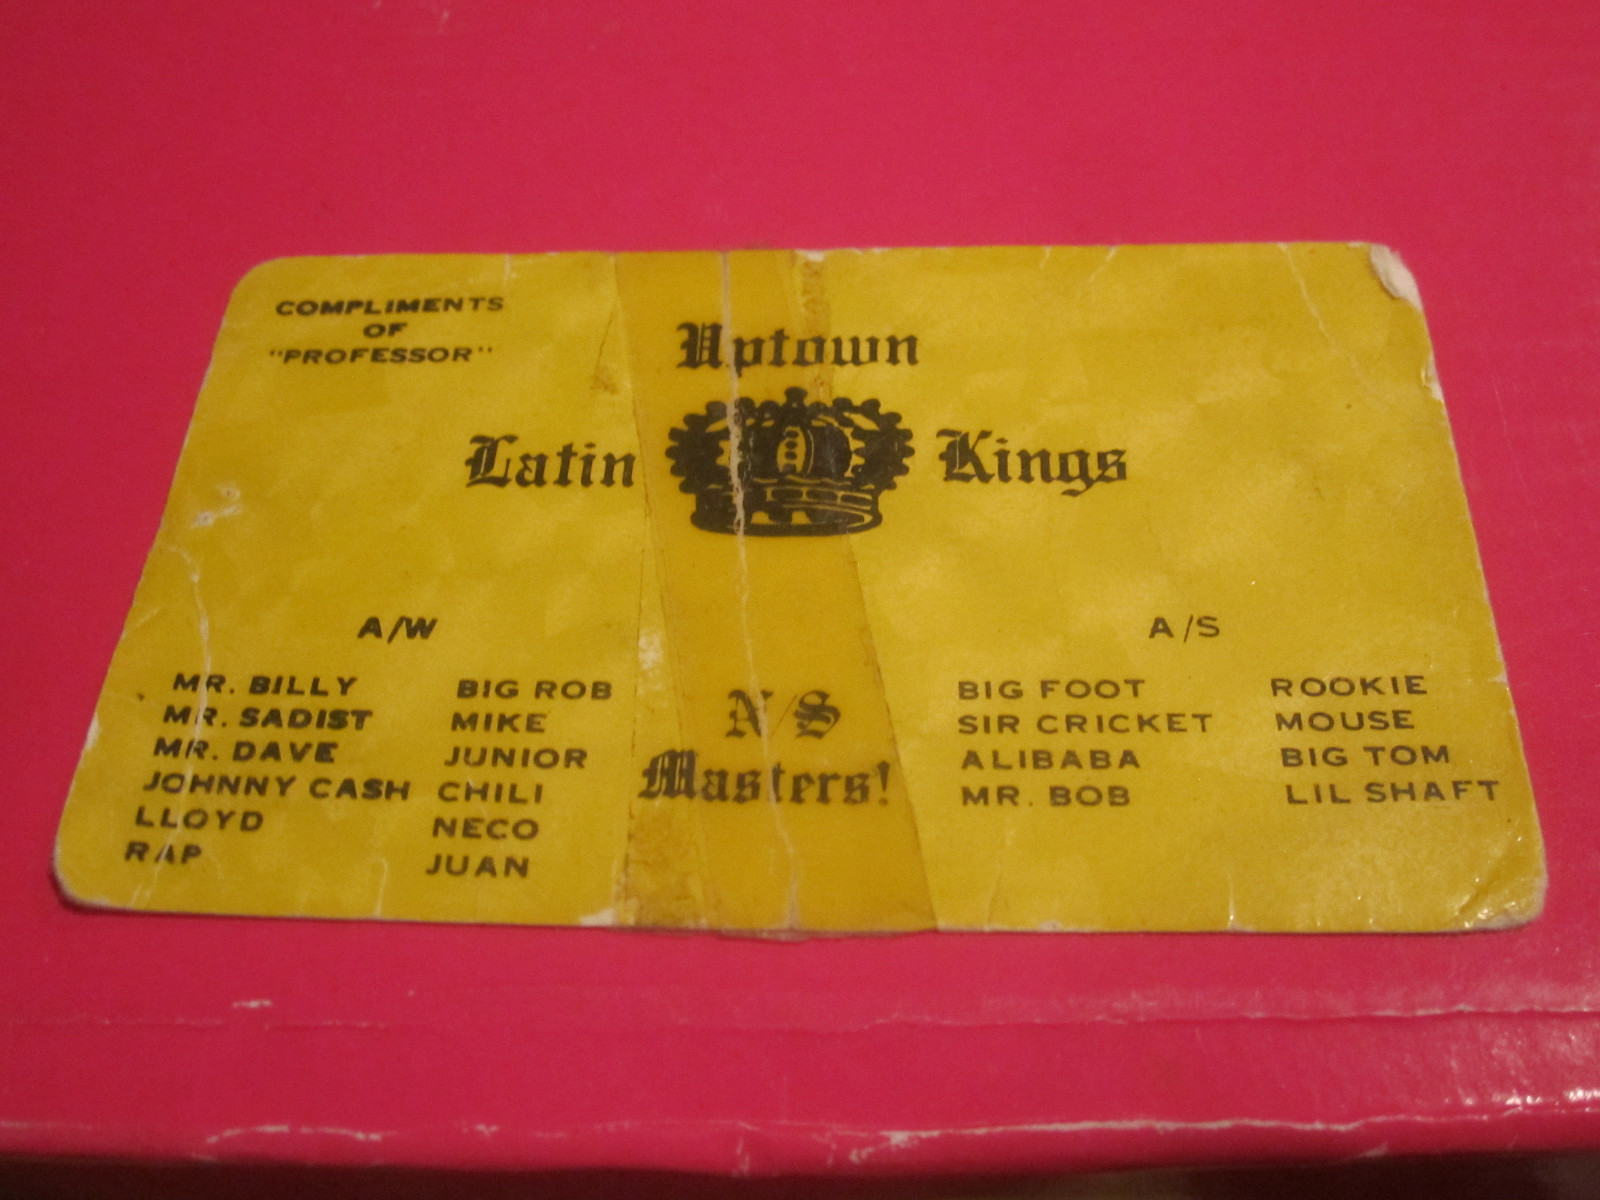 COMPLIMENTS
OF
"PROFESSOR"
Uptown
Latin Kings
A/W
MR. BILLY
MR. SADIST
MR. DAVE
JOHNNY CASH
LLOYD
RAP
BIG ROB
MIKE
JUNIOR
CHILI
NECO
JUAN
N/S
Masters!
A/S
BIG FOOT
SIR CRICKET
ALIBABA
MR. BOB
ROOKIE
MOUSE
BIG TOM
LIL SHAFT